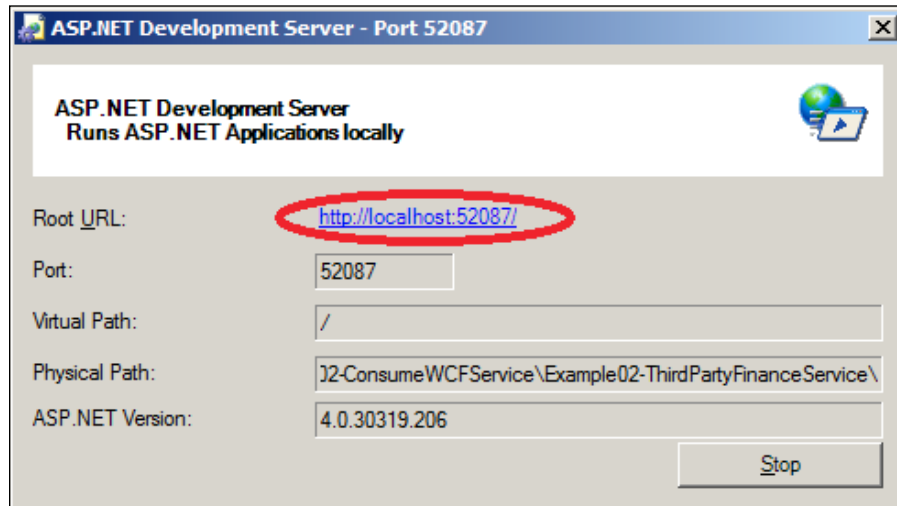 ASP.NET Development Server - Port 52087
ASP.NET Development Server
Runs ASP.NET Applications locally
Root URL: http://localhost:52087/
Port: 52087
Virtual Path: /
Physical Path: 02-ConsumeWCFService\Example02-ThirdPartyFinanceService\
ASP.NET Version: 4.0.30319.206
Stop